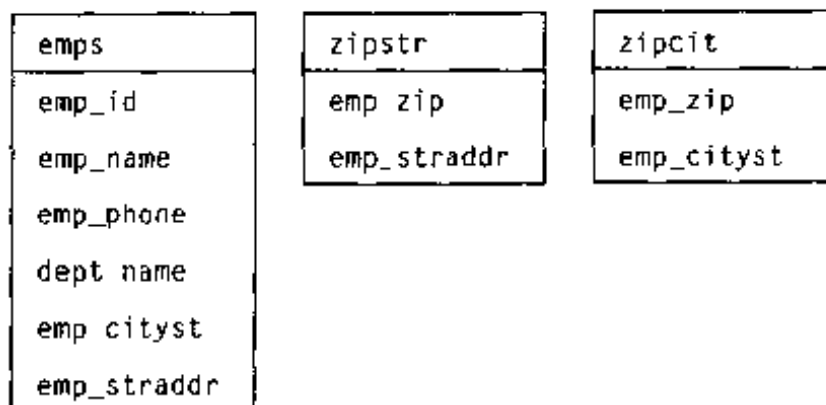 emps
emp_id
emp_name
emp_phone
dept name
emp cityst
emp_straddr
zipstr
emp zip
emp_straddr
zipcit
emp_zip
emp_cityst